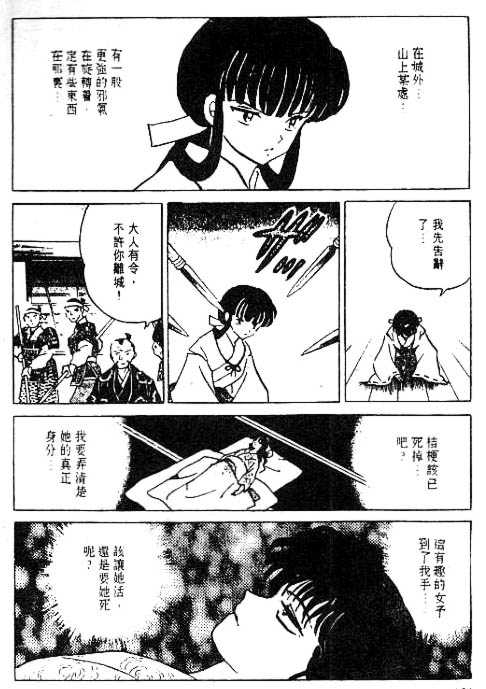 在城外…
山上某處…
有一股
更強的邪氣
在旋轉著，
定有些東西
在那裏…
我先告辭
了…
大人有令，
不許你離城！
桔梗該已
死掉…
吧？
我要弄清楚
她的真正
身分…
這有趣的女子
到了我手…
該讓她活，
還是要她死
呢？